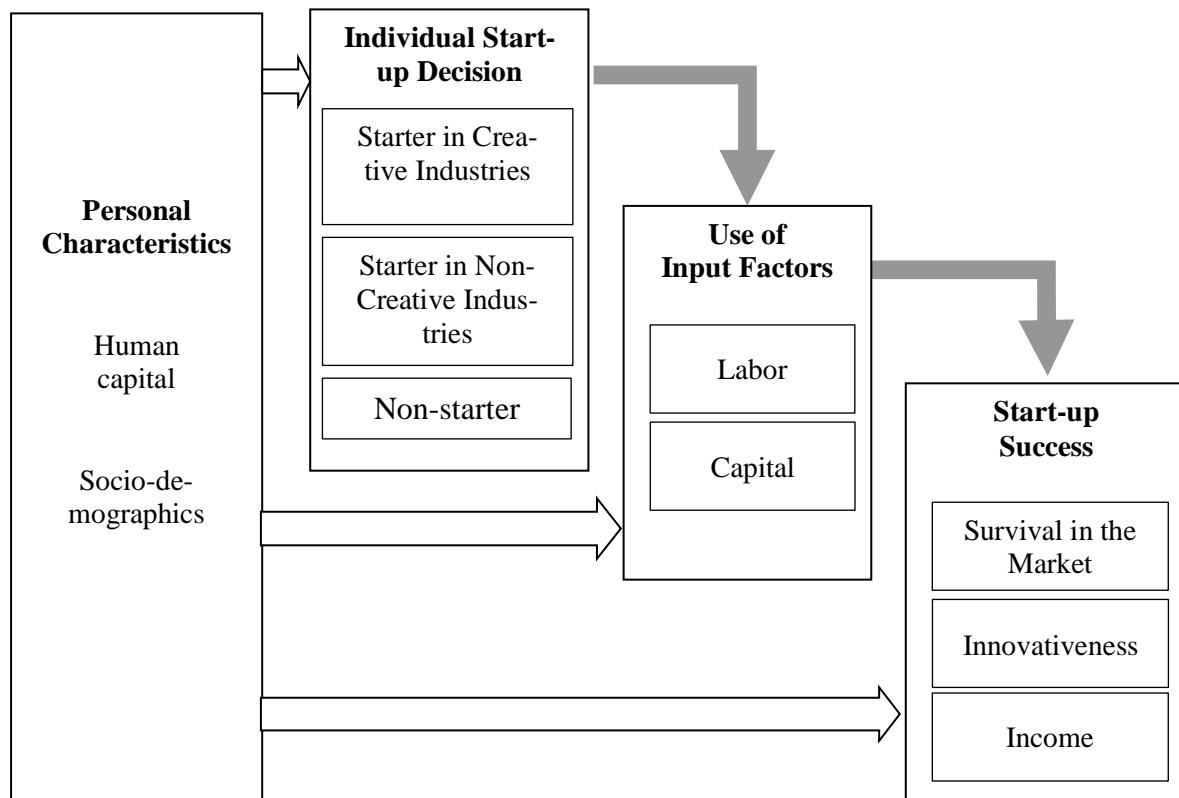 Personal
Characteristics
Human
capital
Socio-de-
mographics
Individual Start-
up Decision
Starter in Crea-
tive Industries
Starter in Non-
Creative Indus-
tries
Non-starter
Use of
Input Factors
Labor
Capital
Start-up
Success
Survival in the
Market
Innovativeness
Income